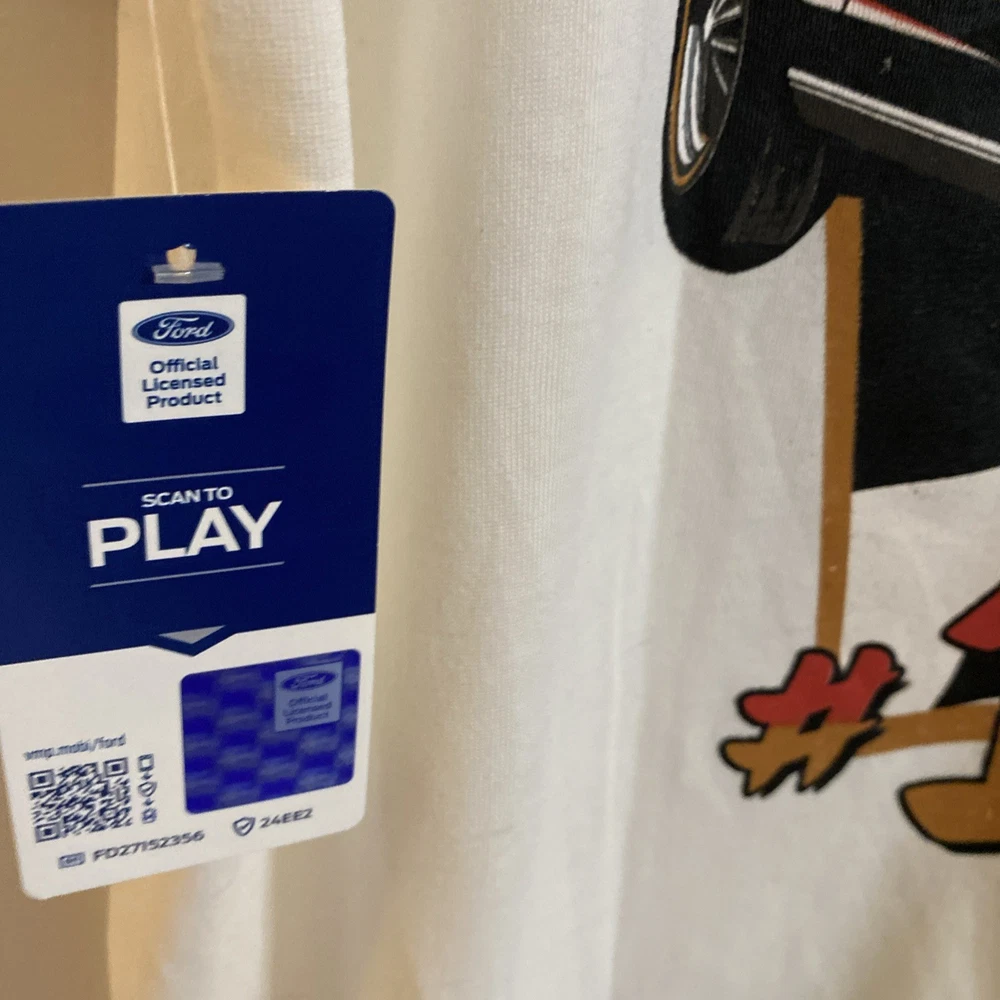 Ford
Official
Licensed
Product
SCAN TO
PLAY
Ford
Official
Licensed
Product
vmp.mobi/ford
FD27152356
24EE2
#